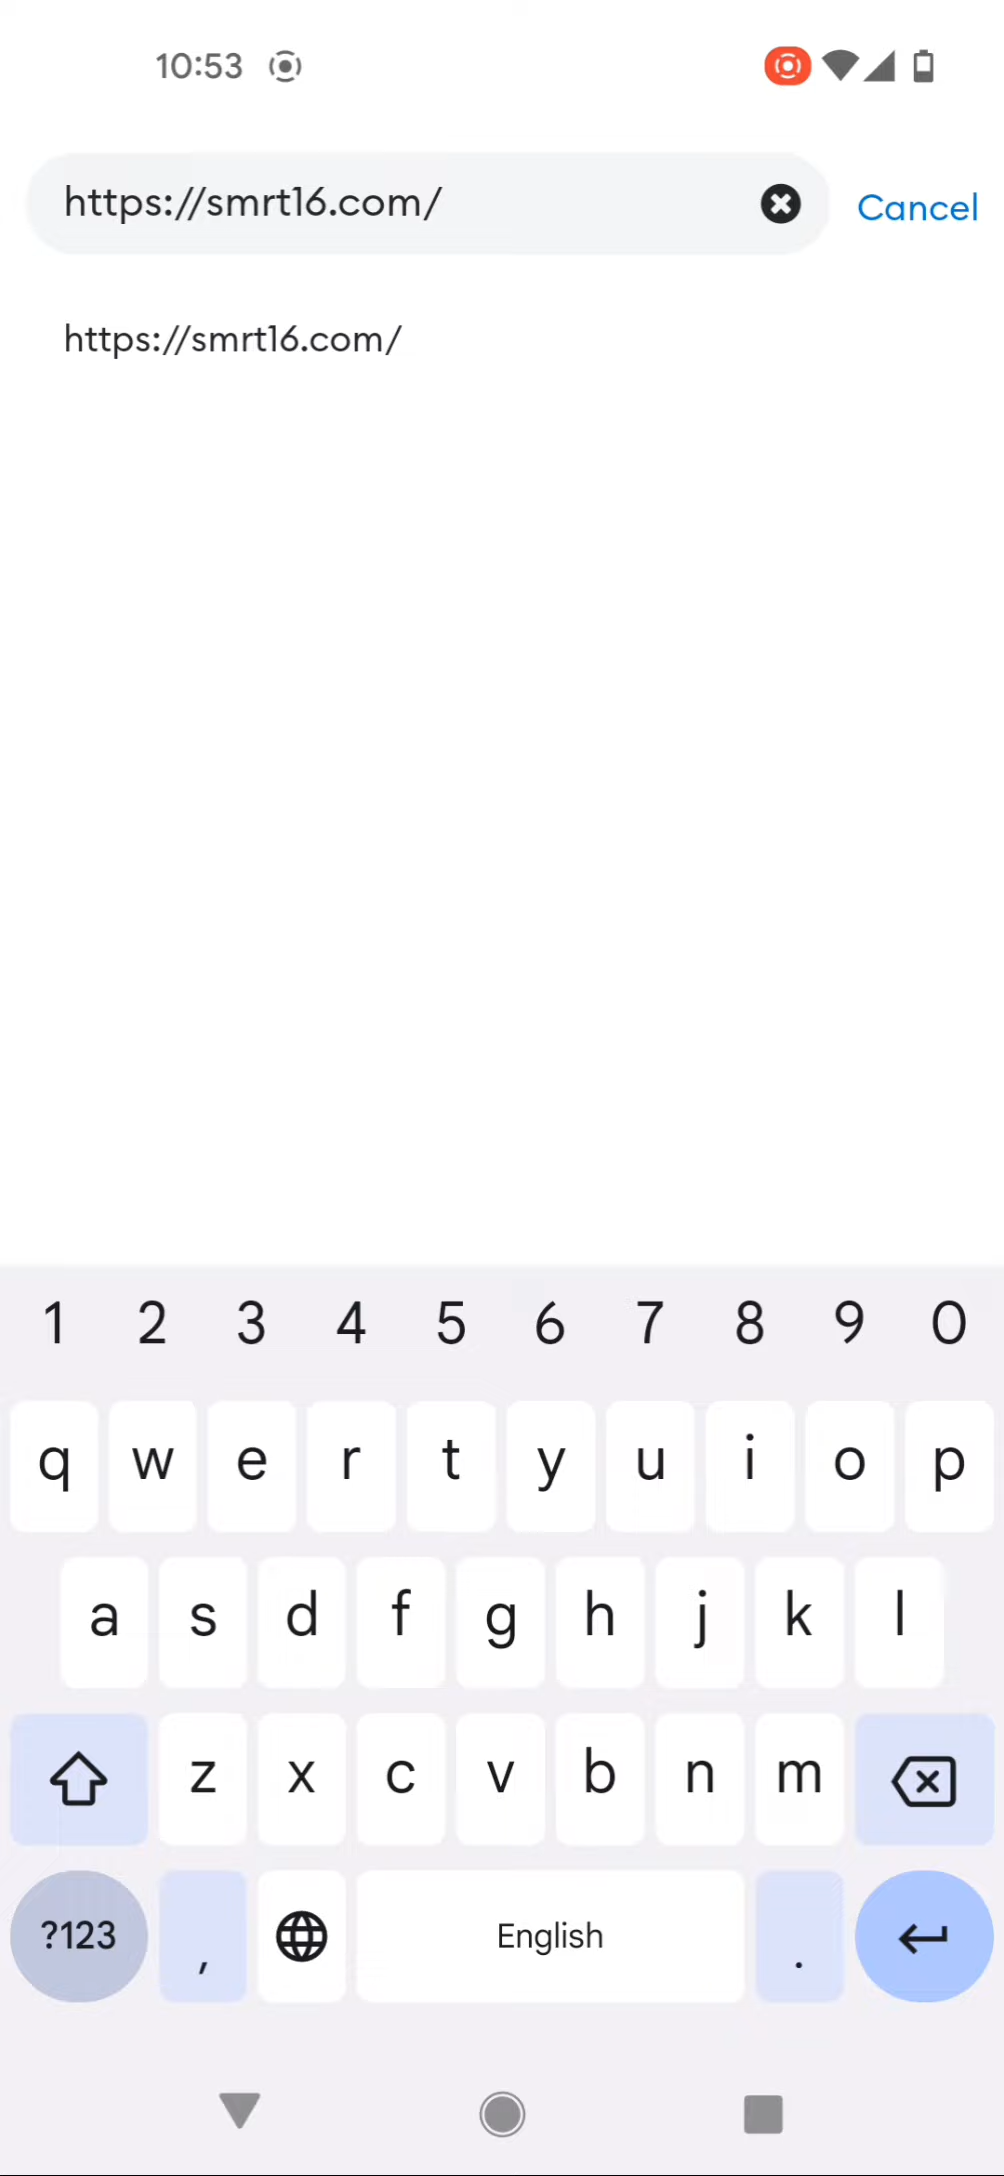 10:53
https://smrt16.com/
Cancel
https://smrt16.com/
1 2 3 4 5 6 7 8 9 0
q w e r t y u i o p
a s d f g h j k l
z x c v b n m
?123 , English .